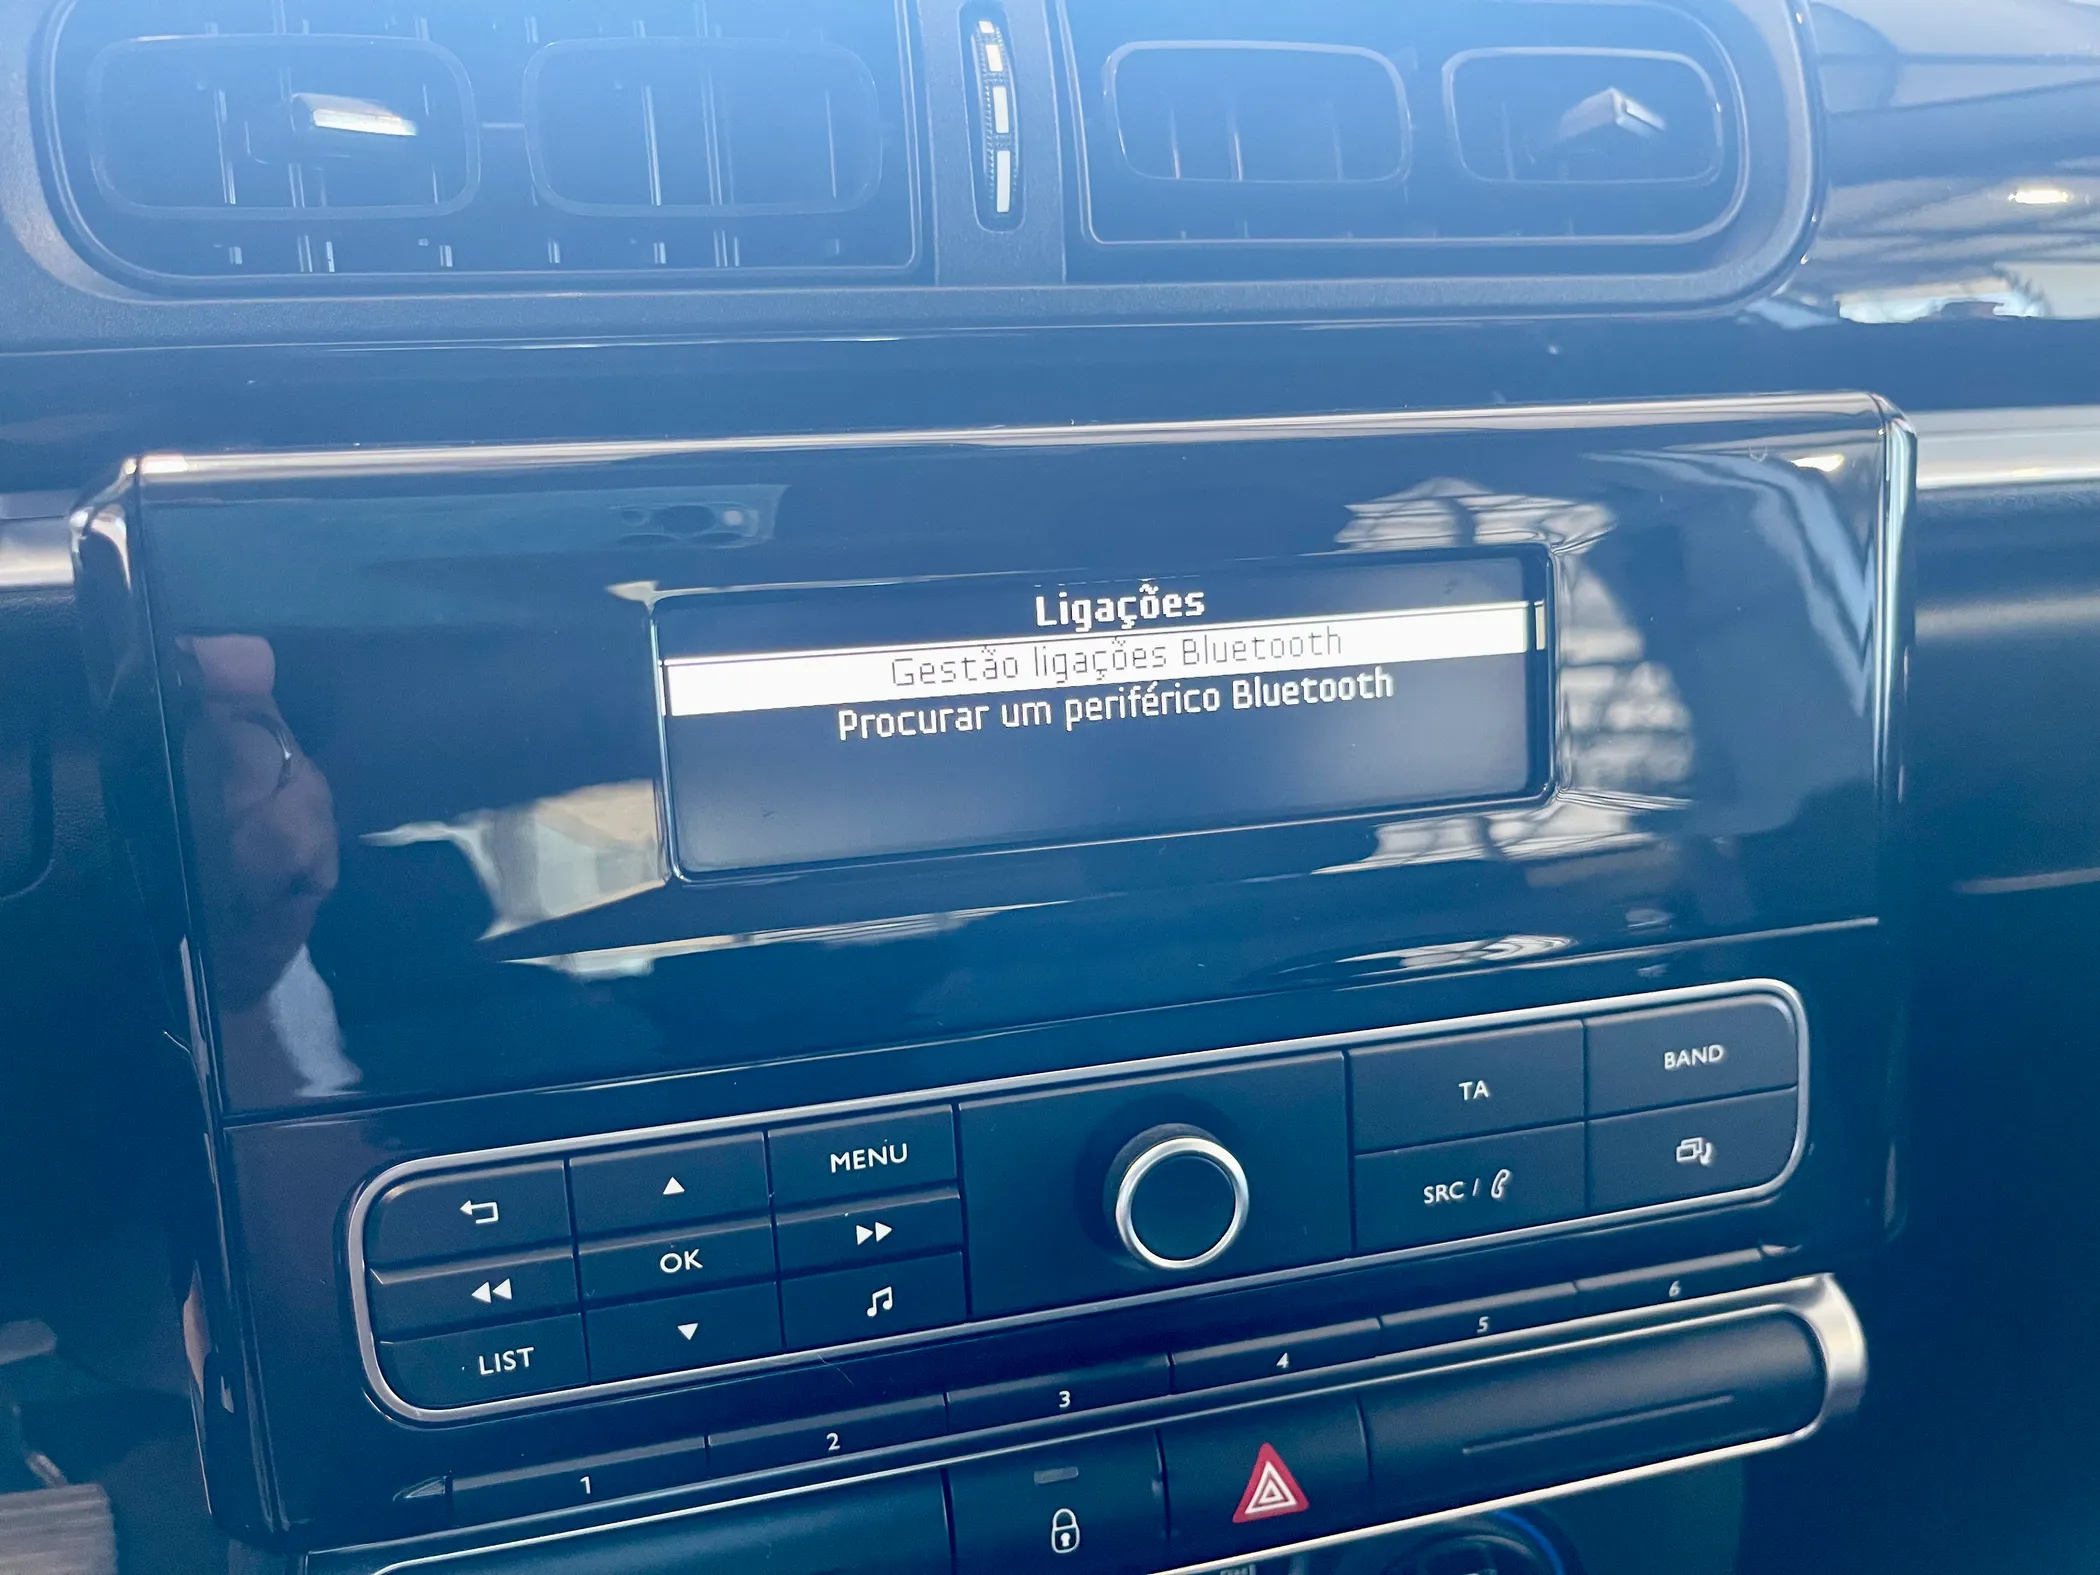 Ligações
Gestão ligações Bluetooth
Procurar um periférico Bluetooth
MENU
TA
BAND
OK
SRC /
LIST
1
2
3
4
5
6